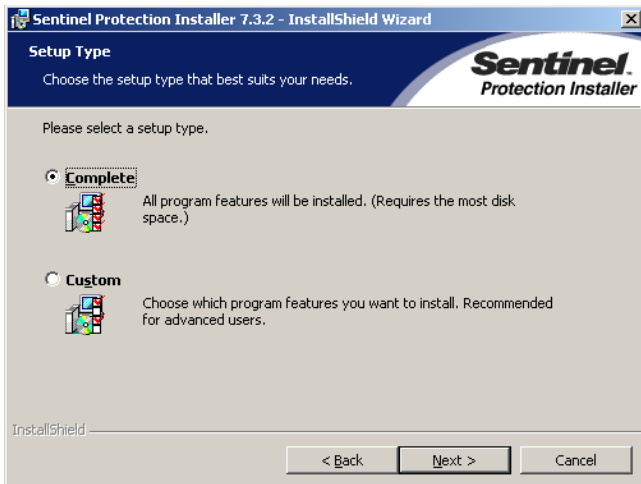 Sentinel Protection Installer 7.3.2 - InstallShield Wizard
Setup Type
Choose the setup type that best suits your needs.
Sentinel.
Protection Installer
Please select a setup type.
Complete
All program features will be installed. (Requires the most disk
space.)
Custom
Choose which program features you want to install. Recommended
for advanced users.
InstallShield
< Back
Next >
Cancel